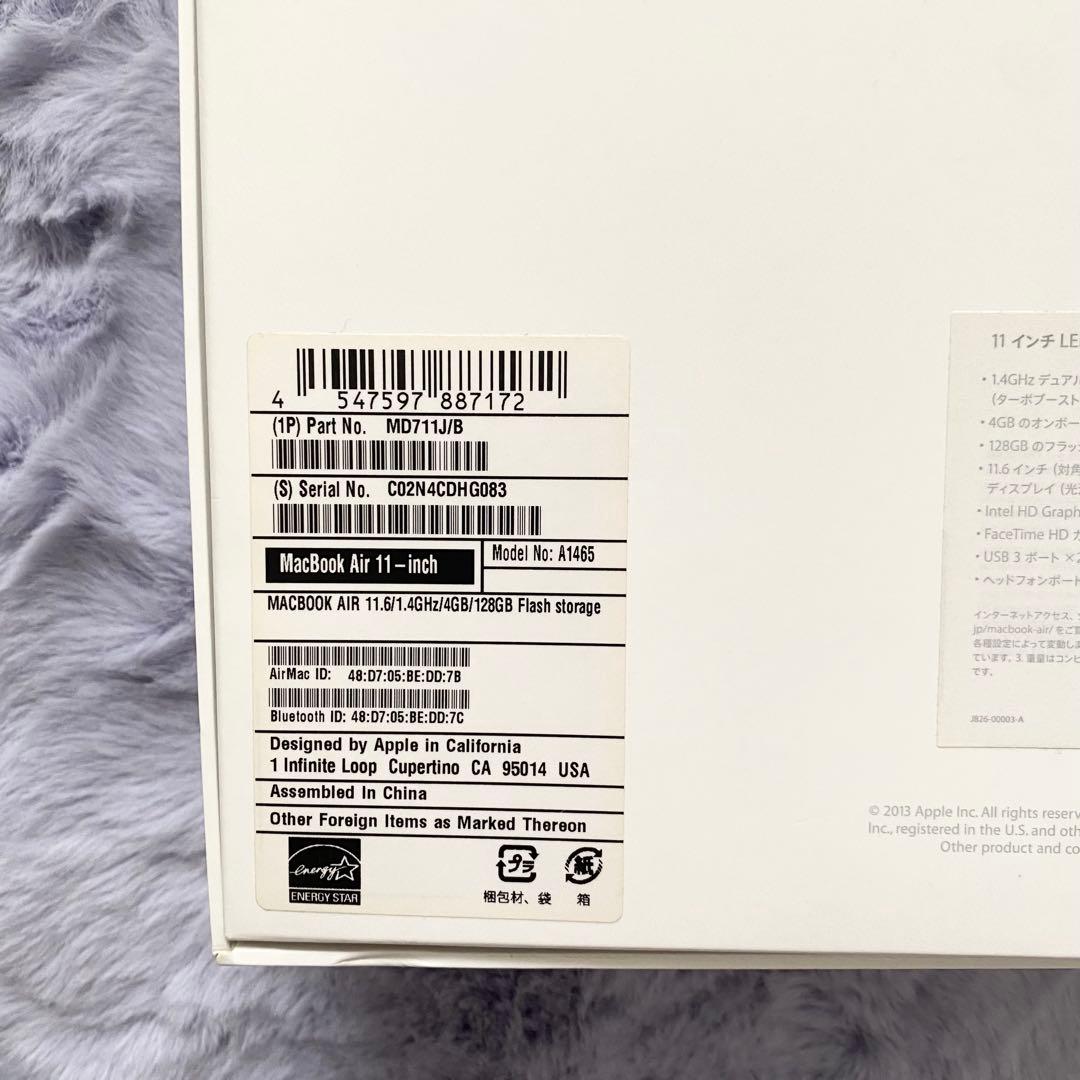 4 547597 887172
(1P) Part No. MD711J/B
(S) Serial No. C02N4CDHG083
MacBook Air 11-inch
Model No: A1465
MACBOOK AIR 11.6/1.4GHz/4GB/128GB Flash storage
AirMac ID: 48:D7:05:BE:DD:7B
Bluetooth ID: 48:D7:05:BE:DD:7C
Designed by Apple in California
1 Infinite Loop Cupertino CA 95014 USA
Assembled In China
Other Foreign Items as Marked Thereon
energy
ENERGY STAR
プラ
紙
梱包材、袋
箱
11 インチ LE
• 1.4GHz デュアル
(ターボブースト
• 4GB のオンボー
• 128GB のフラッ
• 11.6 インチ (対角
ディスプレイ (光
• Intel HD Graph
• FaceTime HD カ
• USB 3 ポート ×2
• ヘッドフォンポート
インターネットアクセス、
jp/macbook-air/ をご
各種設定によって変動しま
ています。3. 重量はコンピ
です。
JB26-00003-A
© 2013 Apple Inc. All rights reserv
Inc., registered in the U.S. and oth
Other product and co